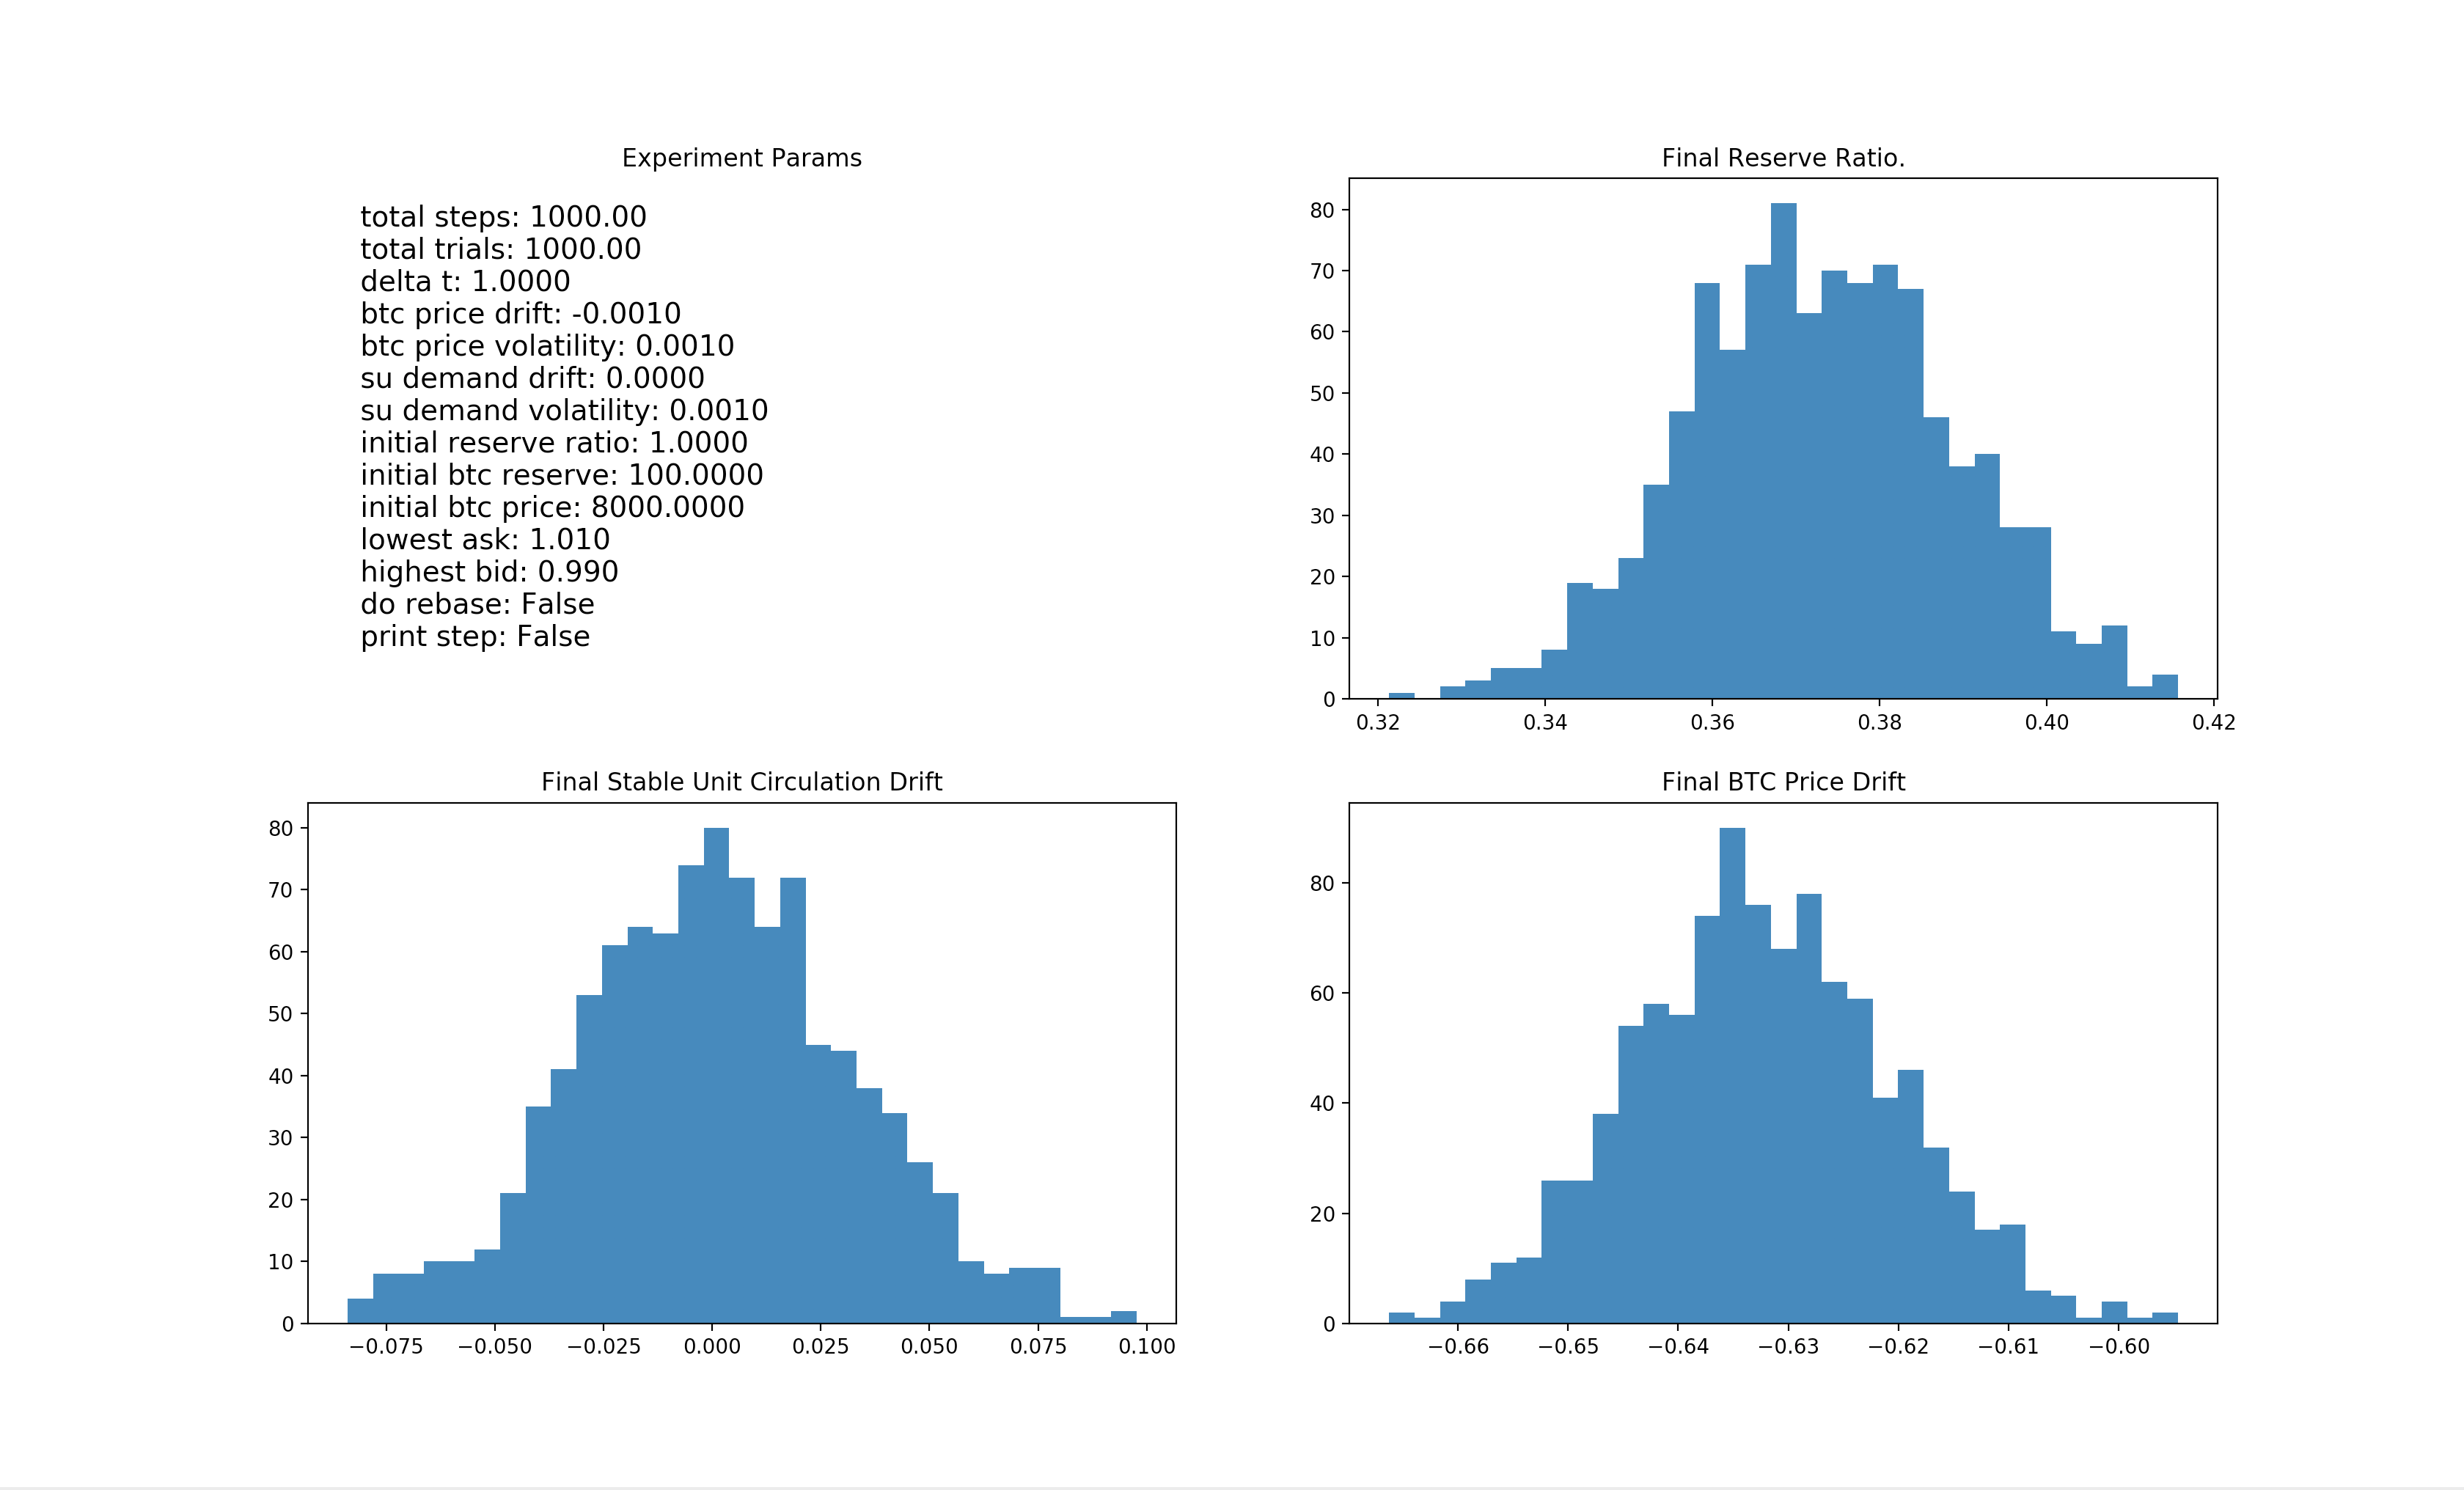 Experiment Params
total steps: 1000.00
total trials: 1000.00
delta t: 1.0000
btc price drift: -0.0010
btc price volatility: 0.0010
su demand drift: 0.0000
su demand volatility: 0.0010
initial reserve ratio: 1.0000
initial btc reserve: 100.0000
initial btc price: 8000.0000
lowest ask: 1.010
highest bid: 0.990
do rebase: False
print step: False
Final Reserve Ratio.
80
70
60
50
40
30
20
10
0
0.32 0.34 0.36 0.38 0.40 0.42
Final Stable Unit Circulation Drift
80
70
60
50
40
30
20
10
0
−0.075 −0.050 −0.025 0.000 0.025 0.050 0.075 0.100
Final BTC Price Drift
80
60
40
20
0
−0.66 −0.65 −0.64 −0.63 −0.62 −0.61 −0.60